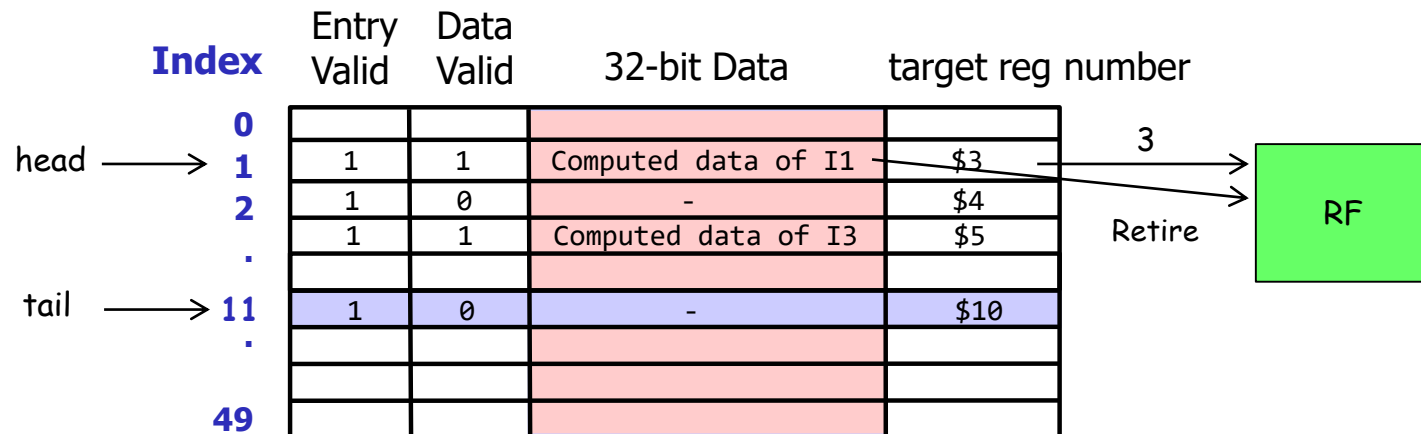 Entry Data
Index Valid Valid 32-bit Data target reg number
0
head 1 1 1 Computed data of I1 $3 3
2 1 0 - $4 RF
1 1 Computed data of I3 $5 Retire
.
tail 11 1 0 - $10
.
49